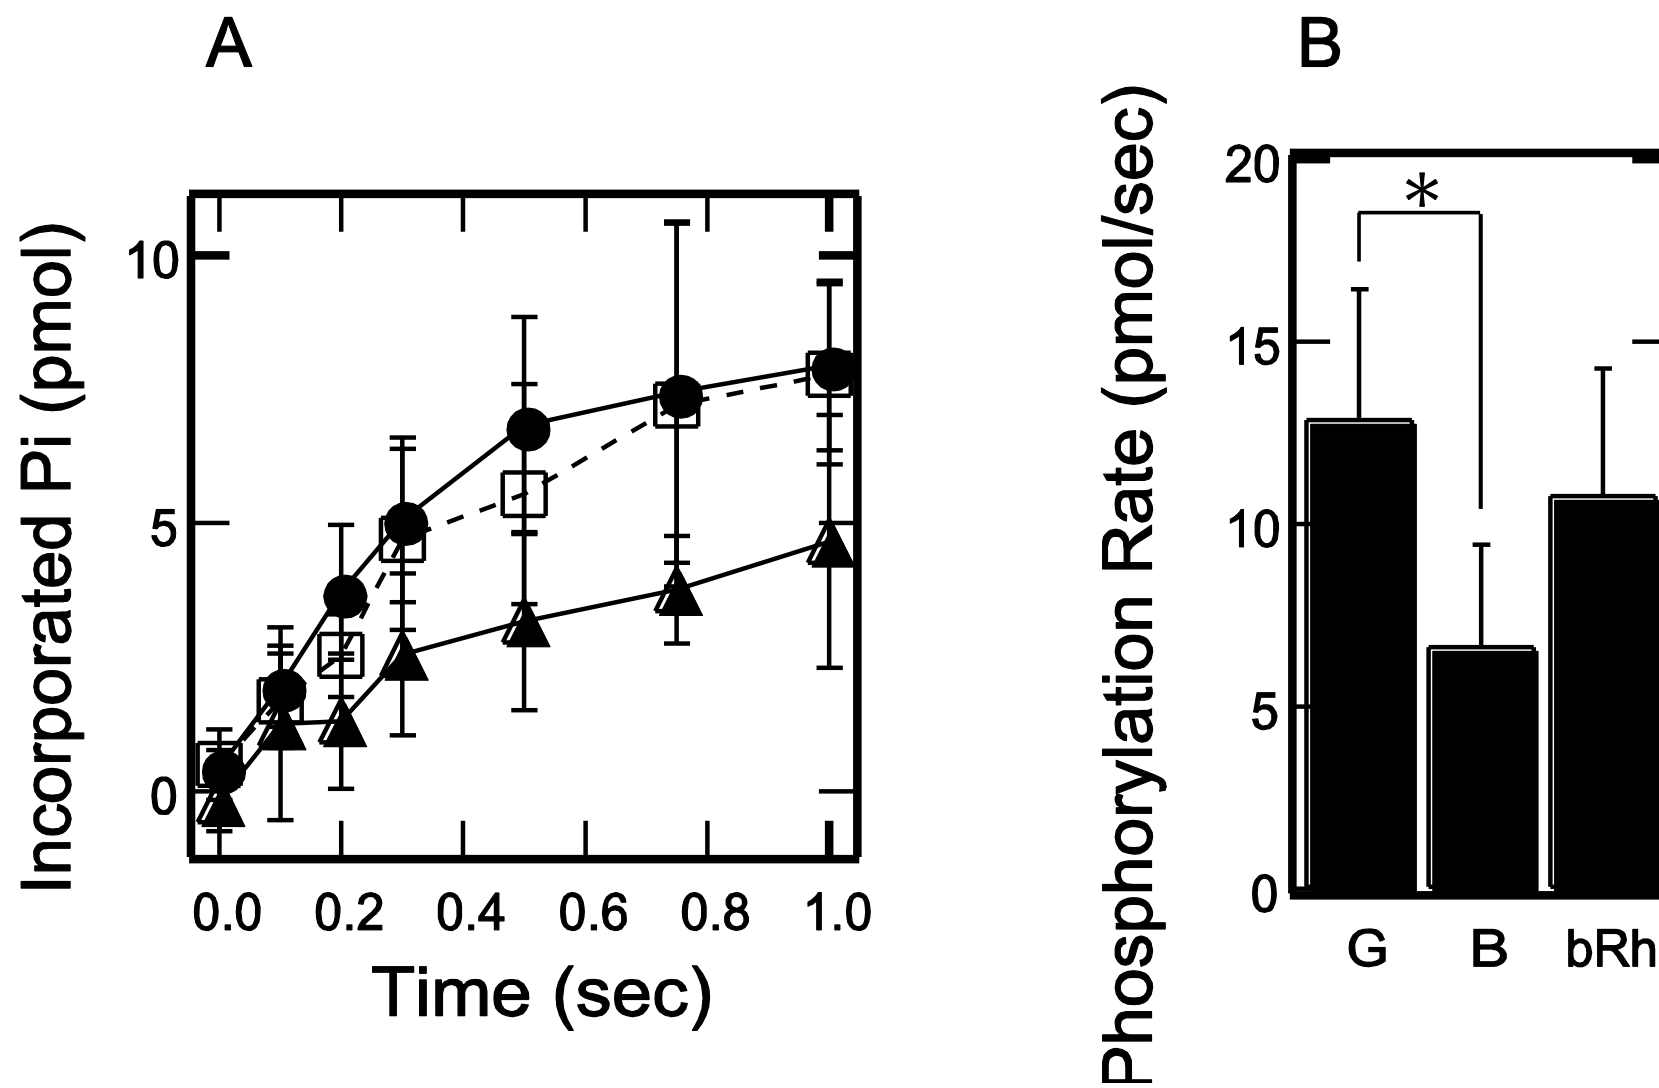 A
Incorporated Pi (pmol)
10
5
0
0.0 0.2 0.4 0.6 0.8 1.0
Time (sec)
B
Phosphorylation Rate (pmol/sec)
20
15
10
5
0
*
G B bRh